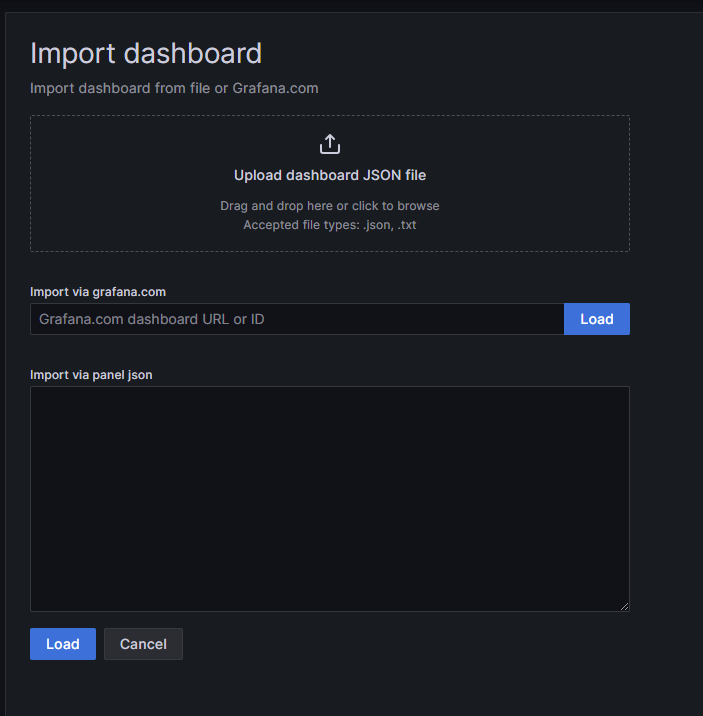 Import dashboard
Import dashboard from file or Grafana.com
Upload dashboard JSON file
Drag and drop here or click to browse
Accepted file types: .json, .txt
Import via grafana.com
Grafana.com dashboard URL or ID
Load
Import via panel json
Load
Cancel